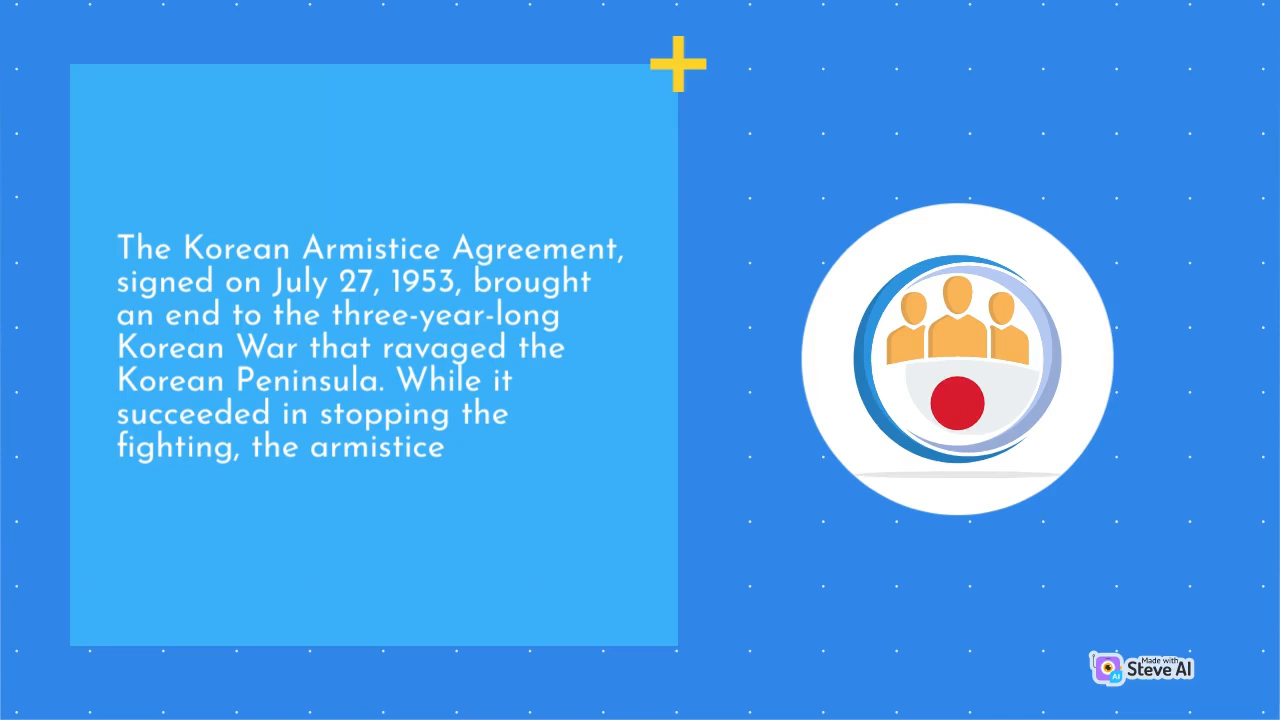 The Korean Armistice Agreement,
signed on July 27, 1953, brought
an end to the three-year-long
Korean War that ravaged the
Korean Peninsula. While it
succeeded in stopping the
fighting, the armistice
Made with
Steve AI
AI